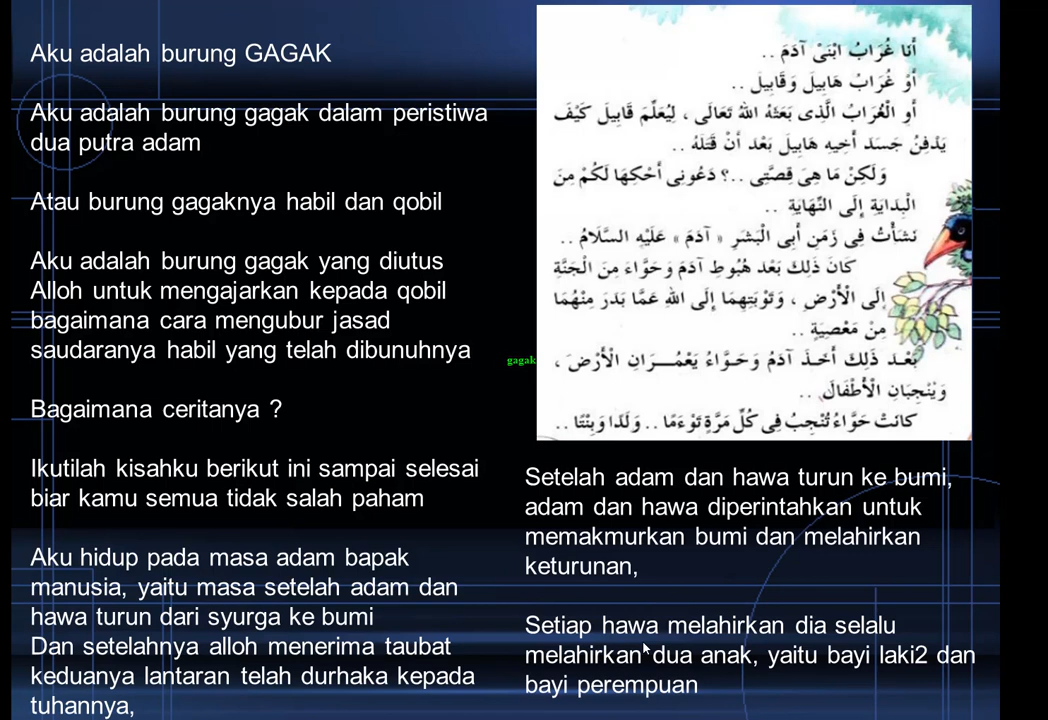 Aku adalah burung GAGAK
Aku adalah burung gagak dalam peristiwa
dua putra adam
Atau burung gagaknya habil dan qobil
Aku adalah burung gagak yang diutus
Alloh untuk mengajarkan kepada qobil
bagaimana cara mengubur jasad
saudaranya habil yang telah dibunuhnya
Bagaimana ceritanya ?
Ikutilah kisahku berikut ini sampai selesai
biar kamu semua tidak salah paham
Aku hidup pada masa adam bapak
manusia, yaitu masa setelah adam dan
hawa turun dari syurga ke bumi
Dan setelahnya alloh menerima taubat
keduanya lantaran telah durhaka kepada
tuhannya,
gagak
أَنَا غُرَابُ ابْنَىْ آدَمَ ..
أَوْ غُرَابُ هَابِيلَ وَقَابِيلَ ..
أَو الْغُرَابُ الَّذِى بَعَثَهُ اللهُ تَعَالَى ، لِيُعَلِّمَ قَابِيلَ كَيْفَ
يَدْفِنُ جَسَدَ أَخِيهِ هَابِيلَ بَعْدَ أَنْ قَتَلَهُ ..
وَلَكِنْ مَا هِىَ قِصَّتِى ..؟ دَعُونِى أَحْكِهَا لَكُمْ مِنَ
الْبِدَايَةِ إِلَى النِّهَايَةِ ..
نَشَأْتُ فِى زَمَنِ أَبِى الْبَشَرِ « آدَمَ » عَلَيْهِ السَّلَامُ ..
كَانَ ذَلِكَ بَعْدَ هُبُوطِ آدَمَ وَحَوَّاءَ مِنَ الْجَنَّةِ
إِلَى الْأَرْضِ ، وَتَوْبَتِهِمَا إِلَى اللهِ عَمَّا بَدَرَ مِنْهُمَا
مِنْ مَعْصِيَةٍ ..
بَعْدَ ذَلِكَ أَخَذَ آدَمُ وَحَوَّاءُ يَعْمُـــرَانِ الْأَرْضَ ،
وَيُنْجِبَانِ الْأَطْفَالَ ..
كَانَتْ حَوَّاءُ تُنْجِبُ فِى كُلِّ مَرَّةٍ تَوْءَمًا .. وَلَدًا وَبِنْتًا ..
Setelah adam dan hawa turun ke bumi,
adam dan hawa diperintahkan untuk
memakmurkan bumi dan melahirkan
keturunan,
Setiap hawa melahirkan dia selalu
melahirkan dua anak, yaitu bayi laki2 dan
bayi perempuan